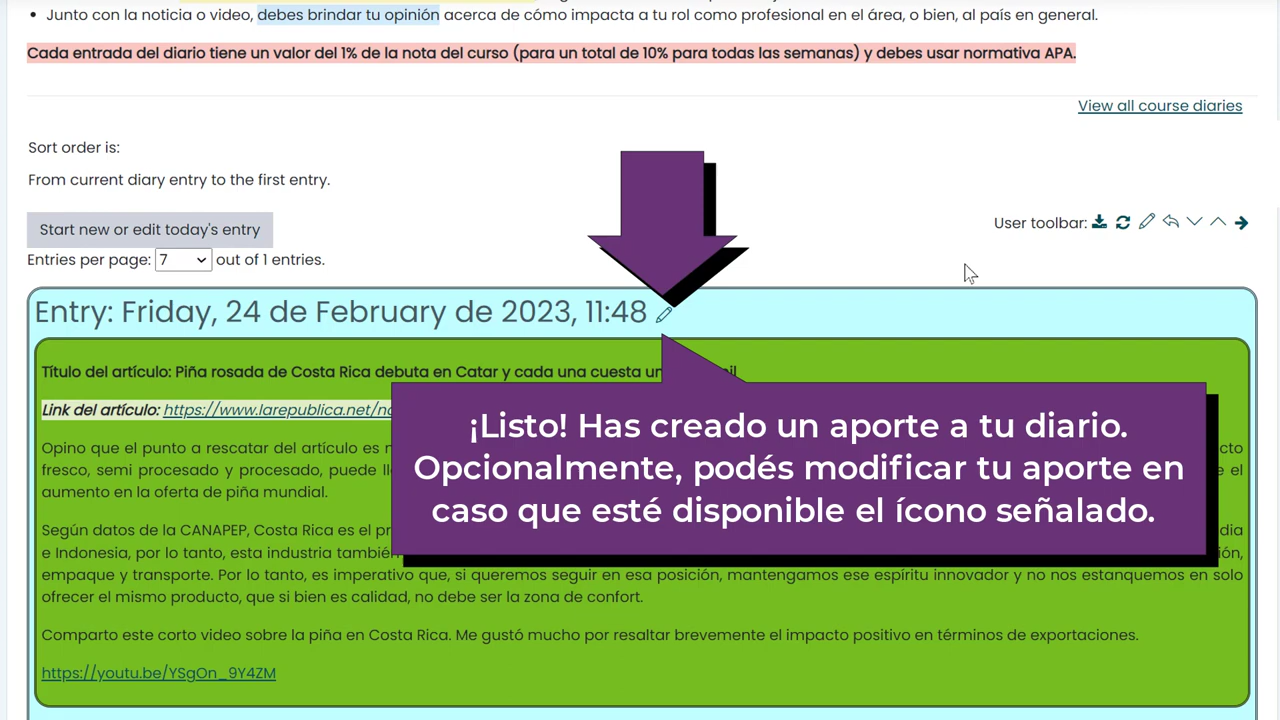 • Junto con la noticia o video, debes brindar tu opinión acerca de cómo impacta a tu rol como profesional en el área, o bien, al país en general.
Cada entrada del diario tiene un valor del 1% de la nota del curso (para un total de 10% para todas las semanas) y debes usar normativa APA.
View all course diaries
Sort order is:
From current diary entry to the first entry.
Start new or edit today's entry
User toolbar:
Entries per page: 7 out of 1 entries.
Entry: Friday, 24 de February de 2023, 11:48
Título del artículo: Piña rosada de Costa Rica debuta en Catar y cada una cuesta
Link del artículo: https://www.larepublica.net/
¡Listo! Has creado un aporte a tu diario.
Opcionalmente, podés modificar tu aporte en
caso que esté disponible el ícono señalado.
Opino que el punto a rescatar del artículo es
fresco, semi procesado y procesado, puede el
aumento en la oferta de piña mundial.
Según datos de la CANAPEP, Costa Rica es el
e Indonesia, por lo tanto, esta industria
empaque y transporte. Por lo tanto, es imperativo que, si queremos seguir en esa posición, mantengamos ese espíritu innovador y no nos estanquemos en solo
ofrecer el mismo producto, que si bien es calidad, no debe ser la zona de confort.
Comparto este corto video sobre la piña en Costa Rica. Me gustó mucho por resaltar brevemente el impacto positivo en términos de exportaciones.
https://youtu.be/YSgOn_9Y4ZM